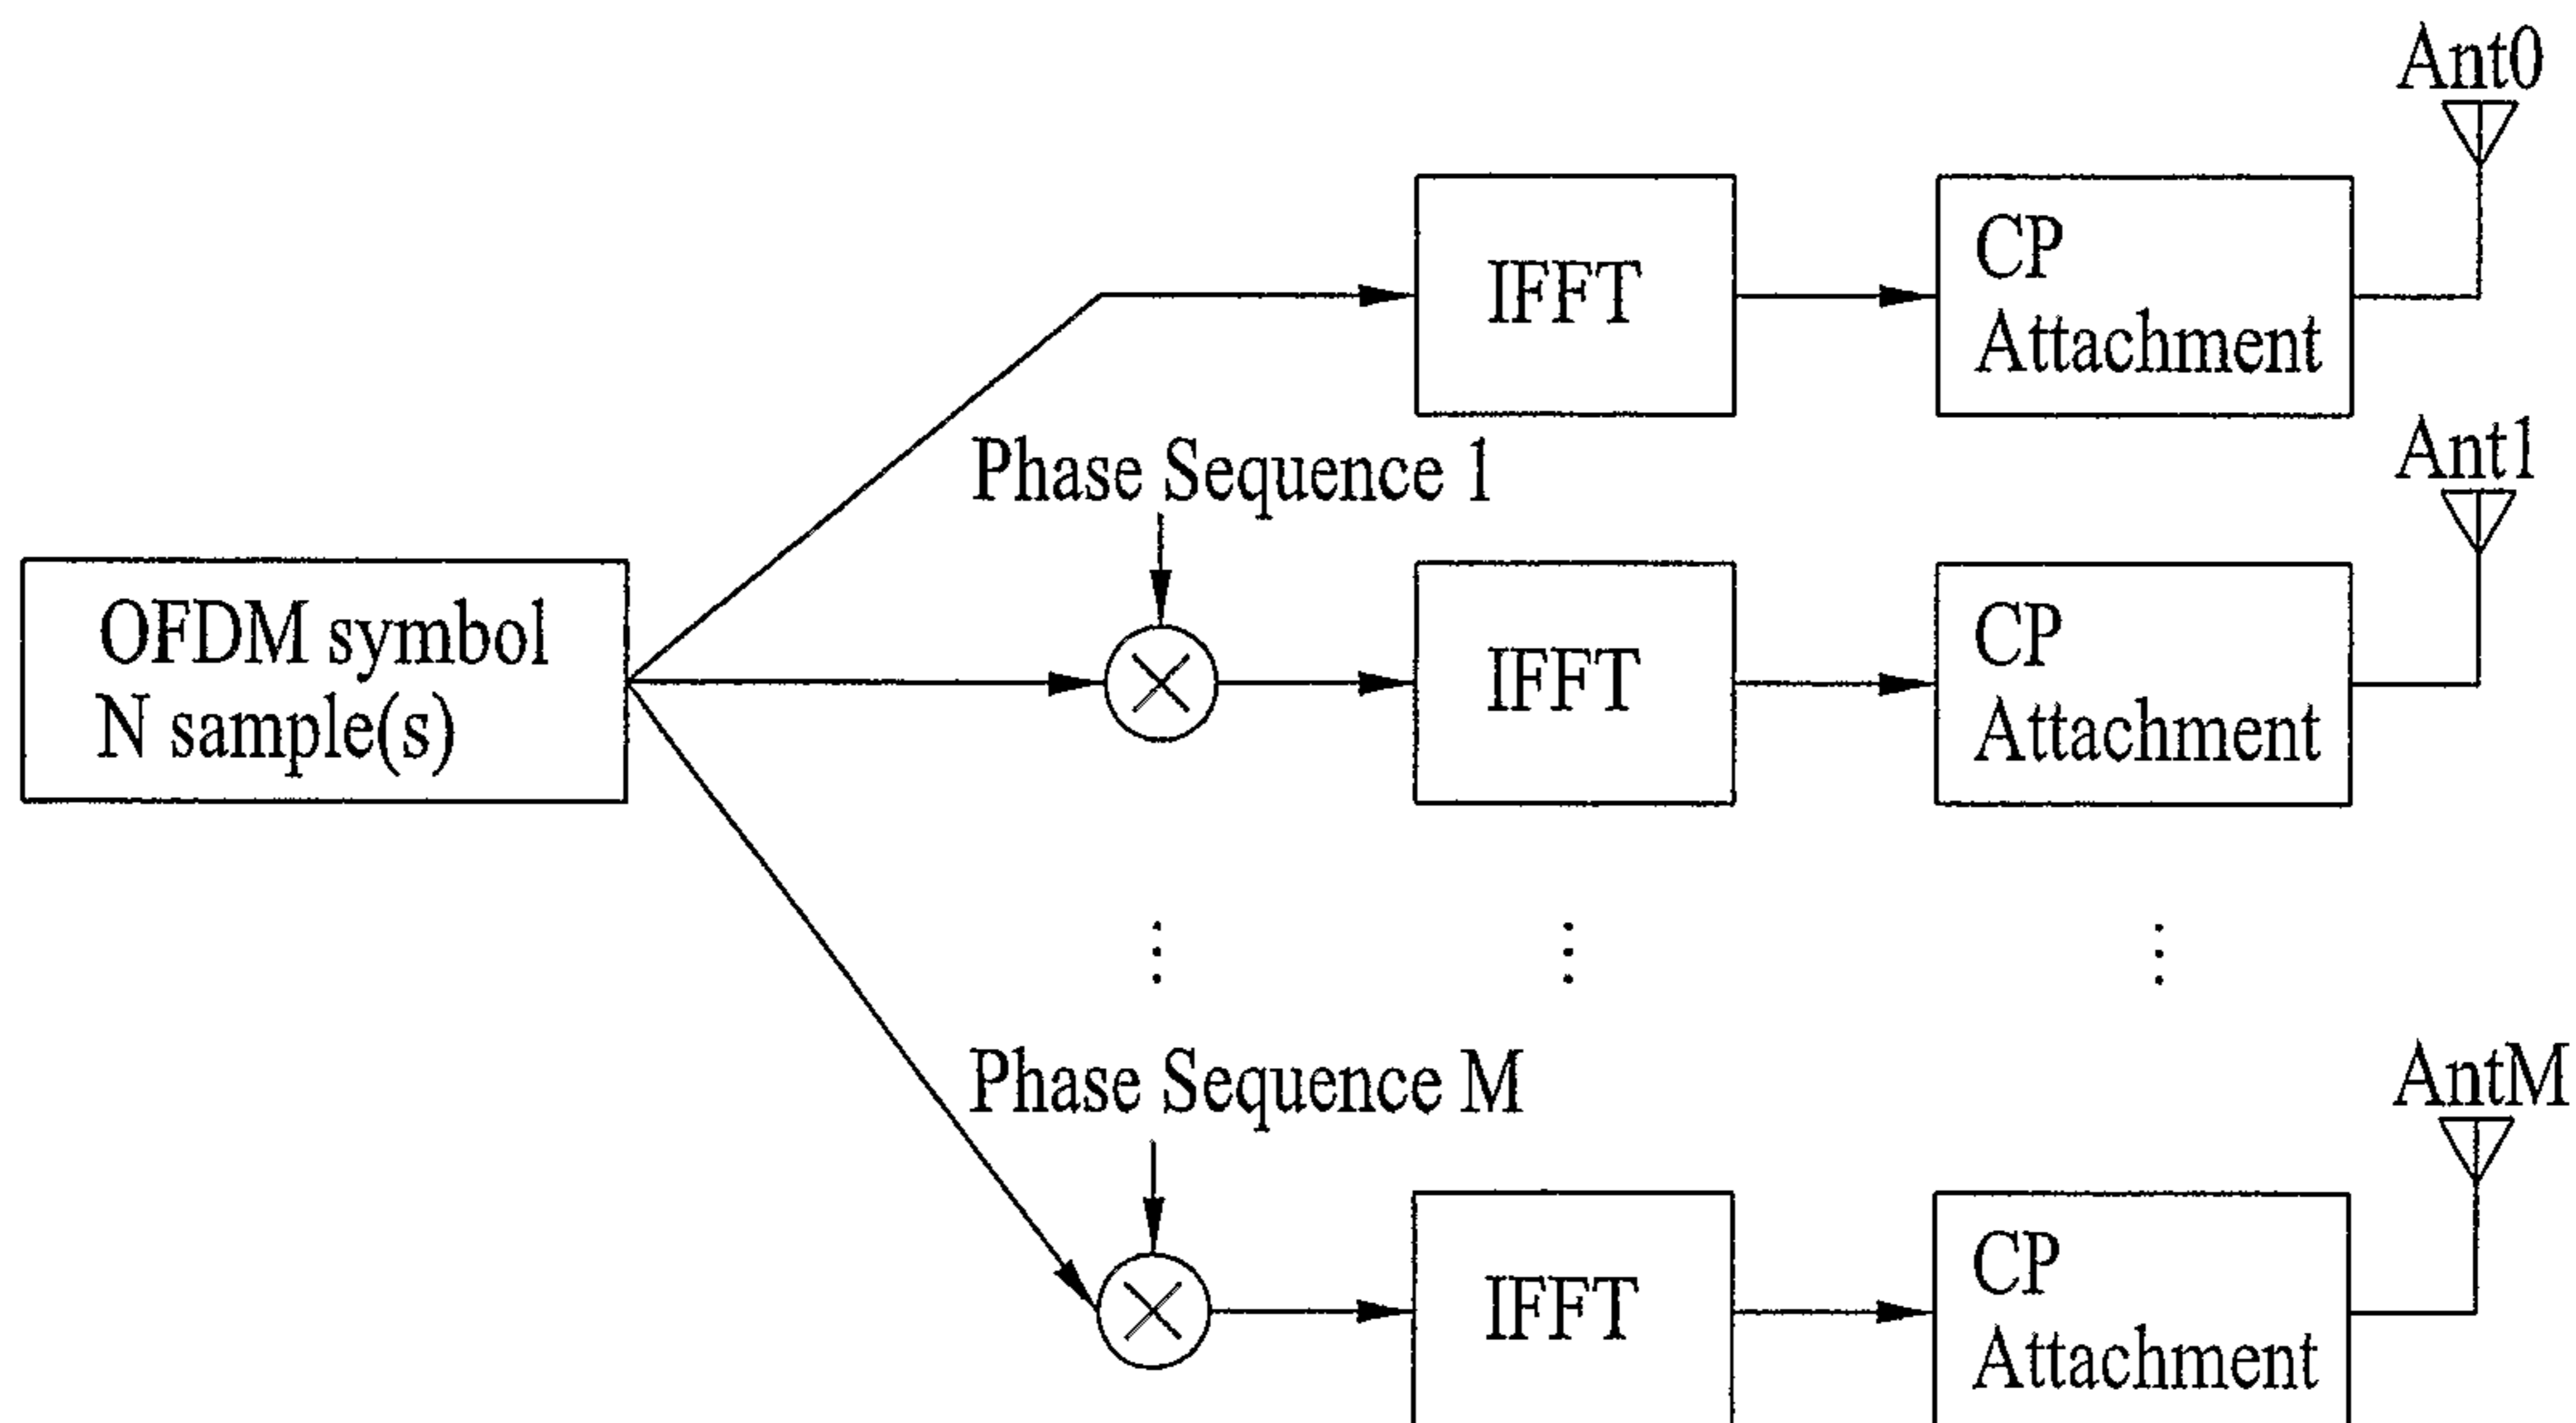 Ant0
IFFT
CP
Attachment
Phase Sequence 1
Ant1
OFDM symbol
N sample(s)
IFFT
CP
Attachment
Phase Sequence M
AntM
IFFT
CP
Attachment